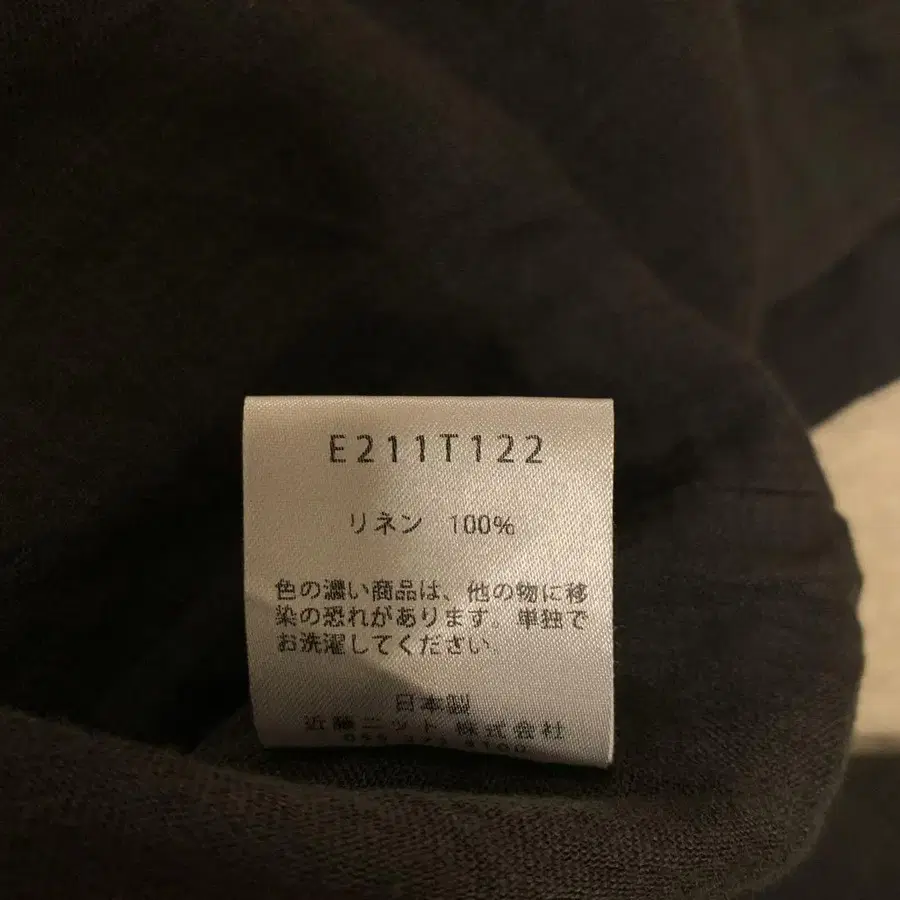 E211T122
リネン 100%
色の濃い商品は、他の物に移
染の恐れがあります。単独で
お洗濯してください
日本製
近藤ニット株式会社